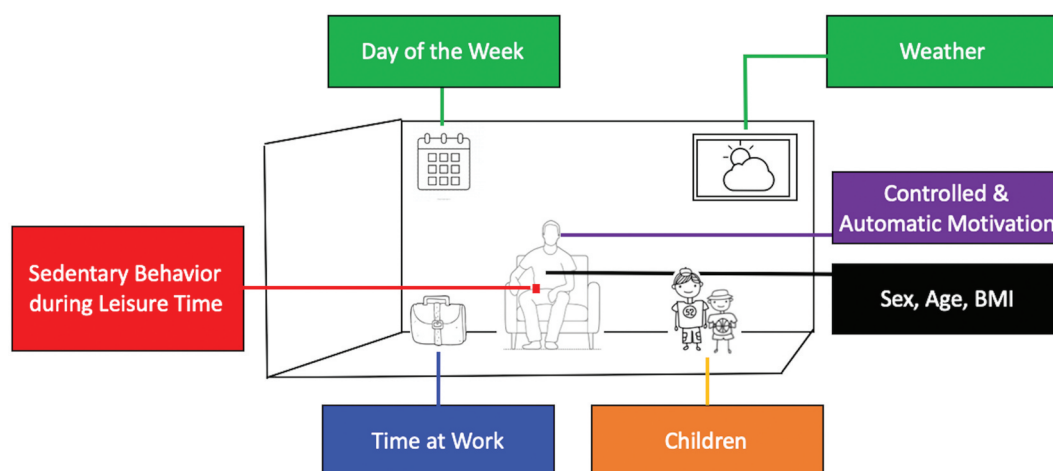 Day of the Week
Weather
Controlled &
Automatic Motivation
Sedentary Behavior
during Leisure Time
Sex, Age, BMI
52
Time at Work
Children